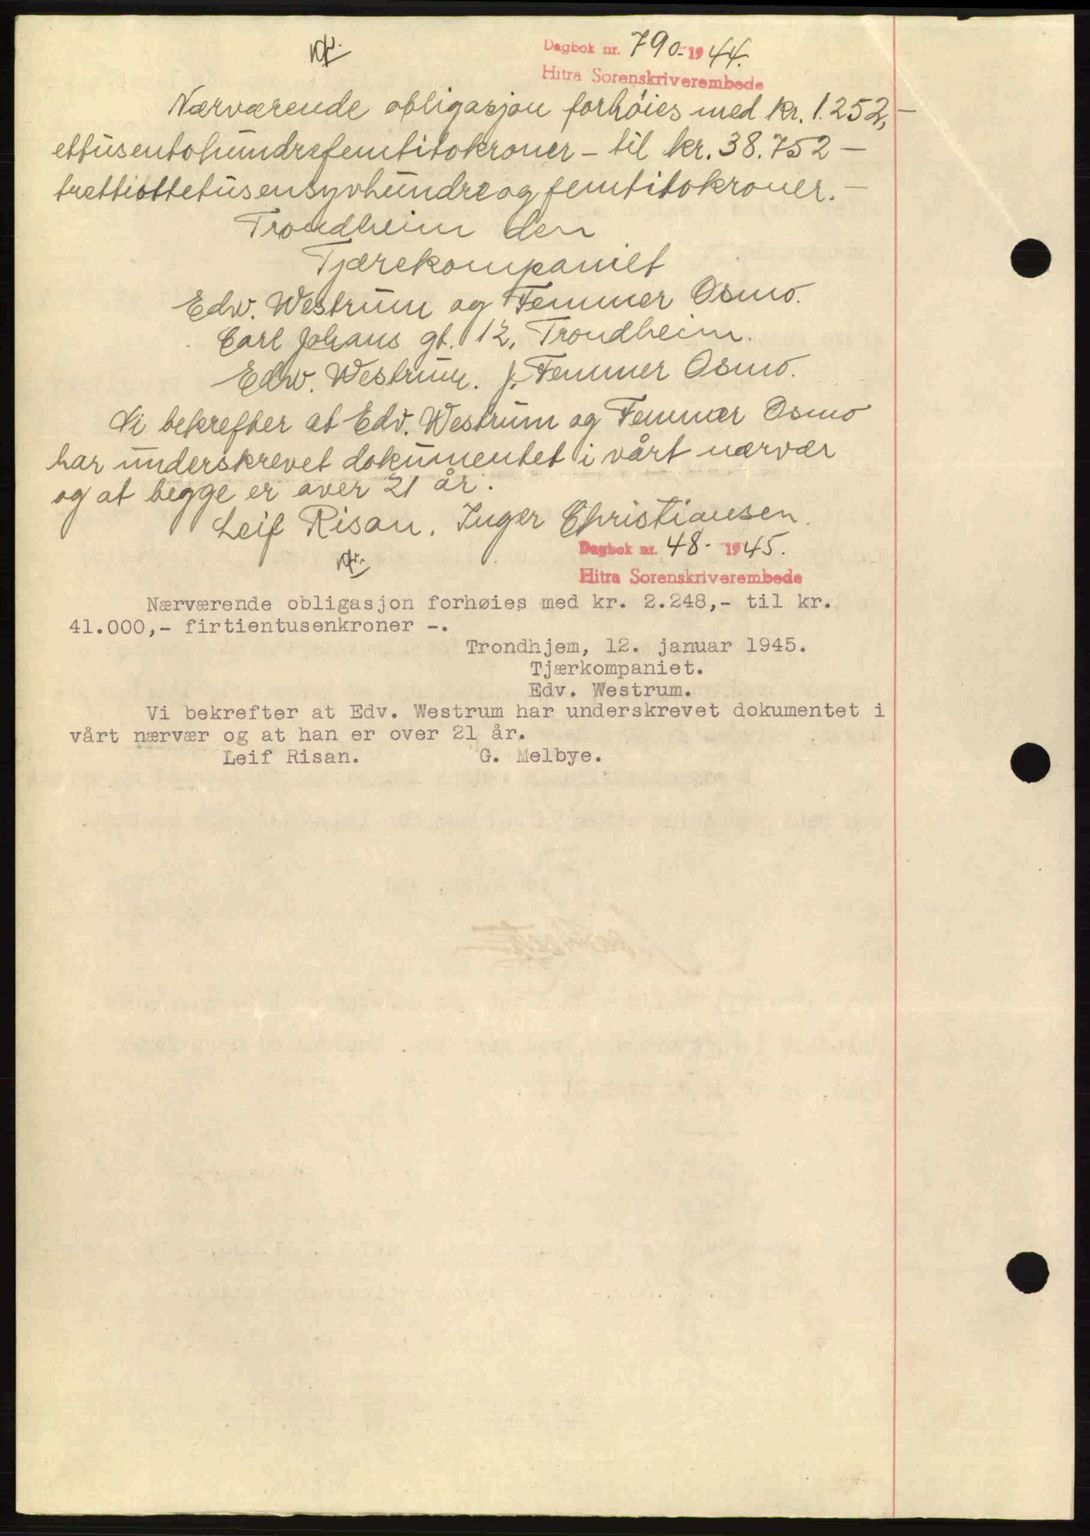 Dagbok nr. 790 - 1944.
Hitra Sorenskriverembede
Nærværende obligasjon forhøies med kr. 1.252,-
ettusentohundrefemtitokroner - til kr. 38.752 -
trettiottetusensyvhundre og femtitokroner. -
Trondheim den
Tjærekompaniet
Edv. Westrum og Femmer Osmo.
Carl Johans gt. 12, Trondheim.
Edv. Westrum. J. Femmer Osmo.
Vi bekrefter at Edv. Westrum og Femmer Osmo
har underskrevet dokumentet i vårt nærvær
og at begge er over 21 år.
Leif Risan. Inger Christiansen.
Dagbok nr. 48 - 1945.
Hitra Sorenskriverembede
Nærværende obligasjon forhøies med kr. 2.248,- til kr.
41.000,- firtientusenkroner -.
Trondhjem, 12. januar 1945.
Tjærkompaniet.
Edv. Westrum.
Vi bekrefter at Edv. Westrum har underskrevet dokumentet i
vårt nærvær og at han er over 21 år.
Leif Risan. G. Melbye.